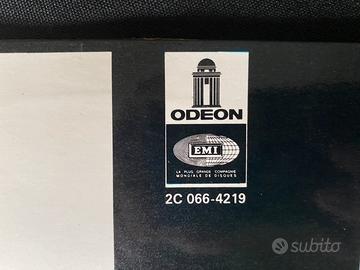 ODEON
EMI
LA PLUS GRANDE COMPAGNIE
MONDIALE DE DISQUES
2C 066-4219
subito